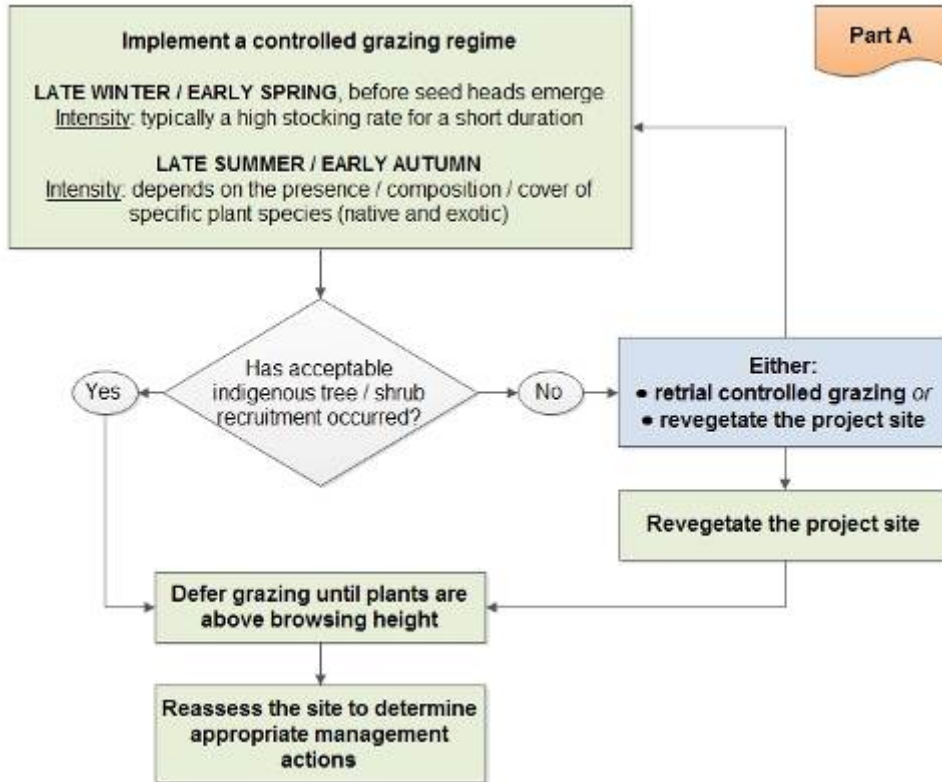 Part A
Implement a controlled grazing regime
LATE WINTER / EARLY SPRING, before seed heads emerge
Intensity: typically a high stocking rate for a short duration
LATE SUMMER / EARLY AUTUMN
Intensity: depends on the presence / composition / cover of
specific plant species (native and exotic)
Has acceptable
indigenous tree / shrub
recruitment occurred?
Yes
No
Either:
● retrial controlled grazing or
● revegetate the project site
Revegetate the project site
Defer grazing until plants are
above browsing height
Reassess the site to determine
appropriate management
actions